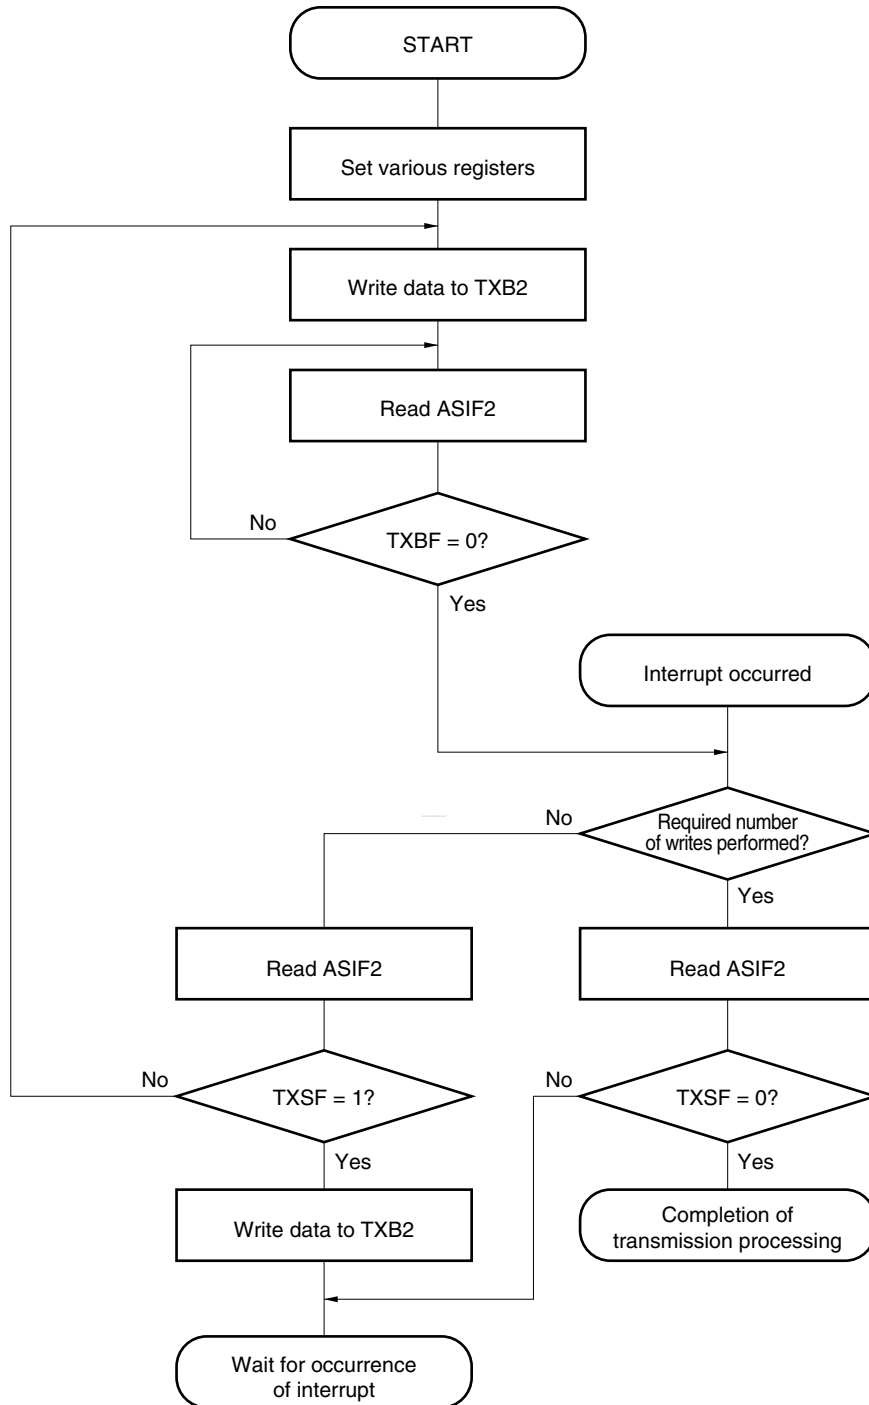 START
Set various registers
Write data to TXB2
Read ASIF2
No
TXBF = 0?
Yes
Interrupt occurred
No
Required number
of writes performed?
Yes
Read ASIF2
Read ASIF2
No
TXSF = 1?
No
TXSF = 0?
Yes
Yes
Write data to TXB2
Completion of
transmission processing
Wait for occurrence
of interrupt